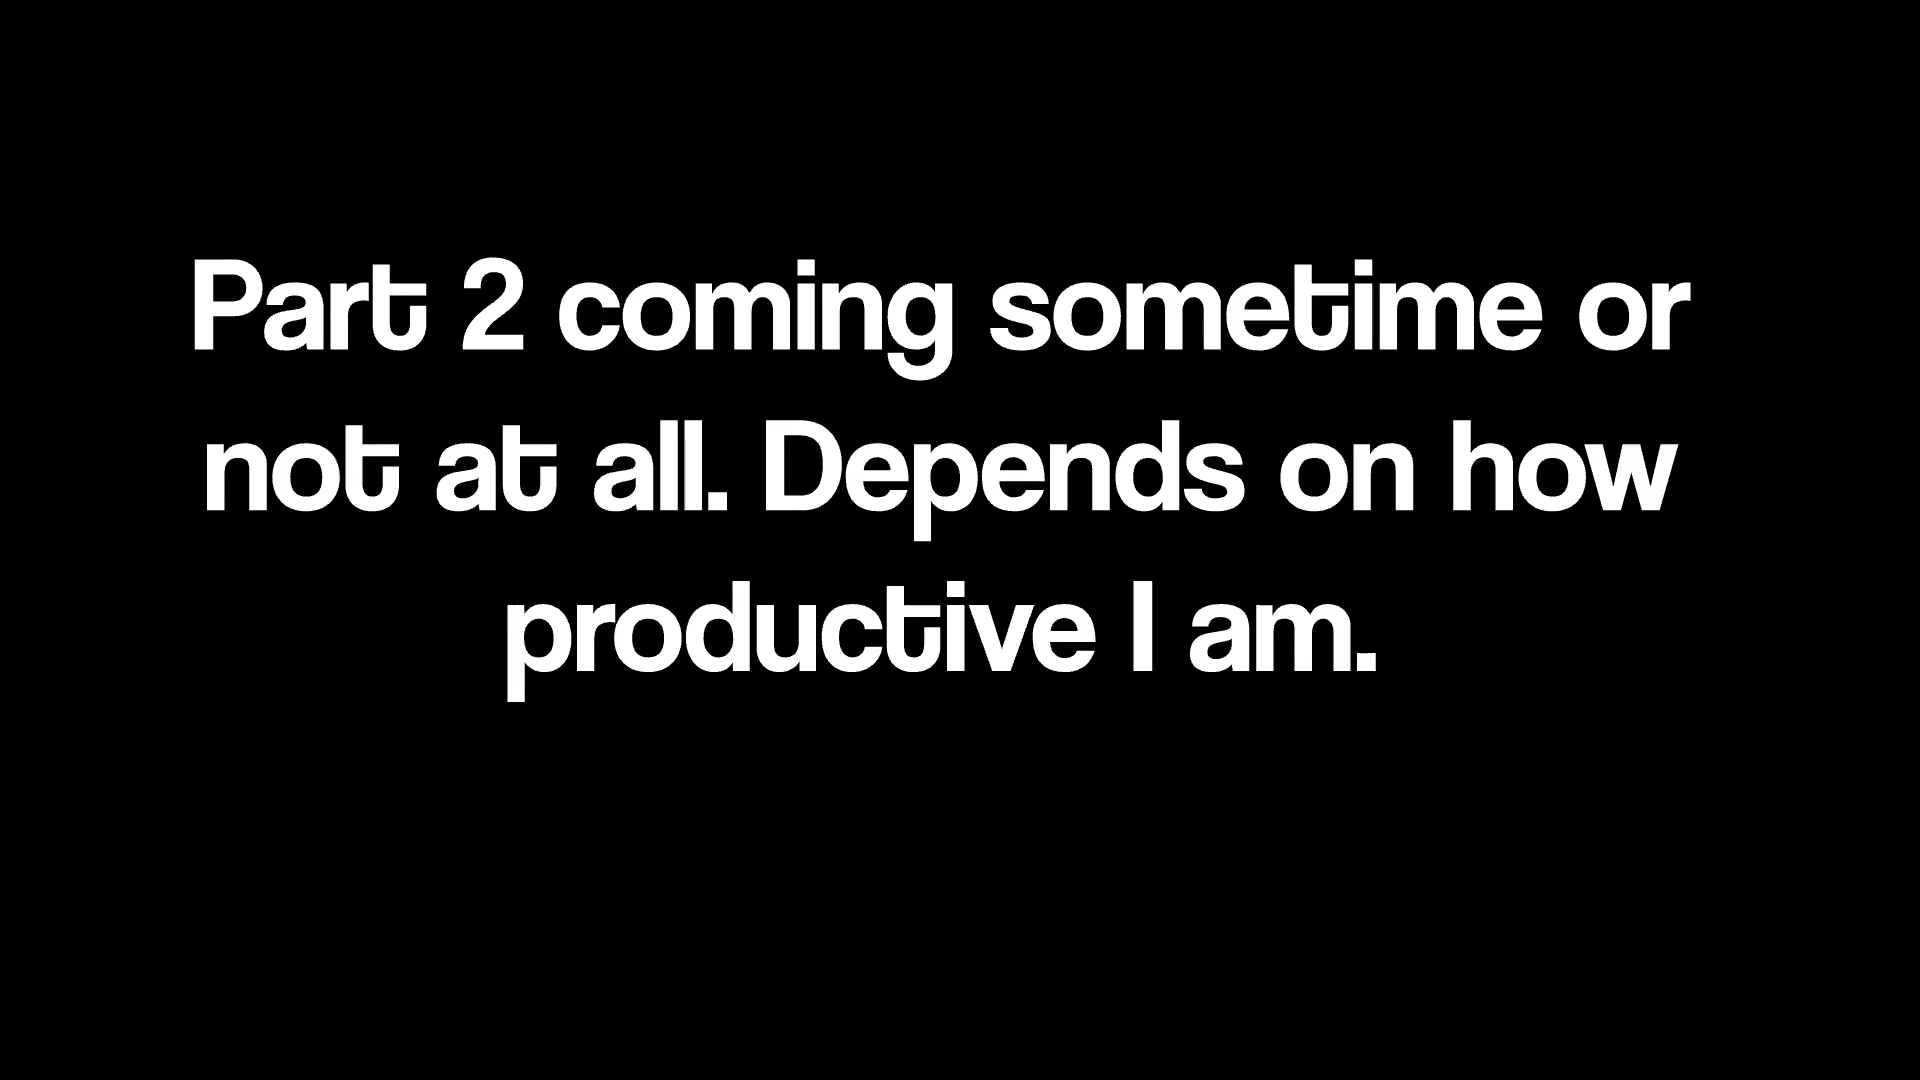 Part 2 coming sometime or
not at all. Depends on how
productive I am.